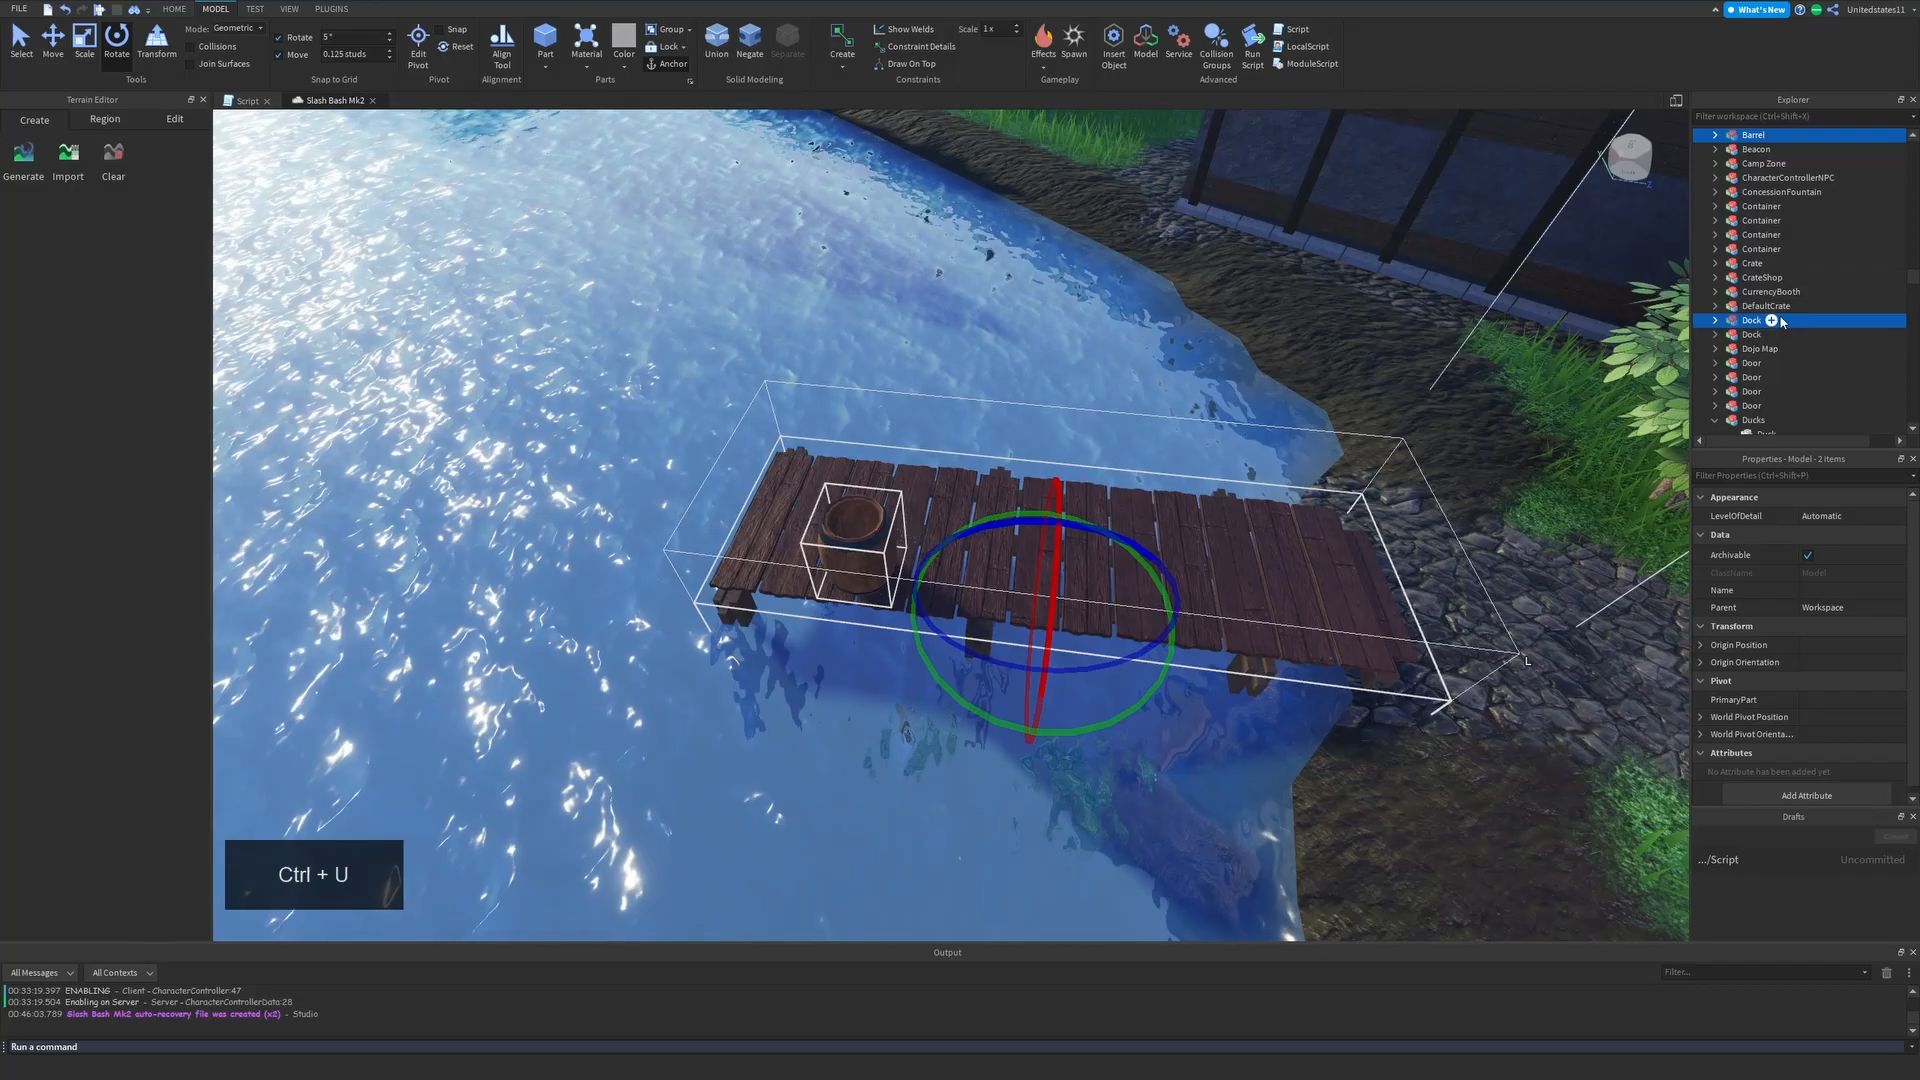 FILE
HOME MODEL TEST VIEW PLUGINS
What's New
Unitedstates11
Select
Move
Scale
Rotate
Transform
Mode: Geometric
Collisions
Join Surfaces
Tools
Rotate 5°
Move 0.125 studs
Snap to Grid
Edit Pivot
Snap
Reset
Pivot
Align Tool
Alignment
Part
Material
Color
Group
Lock
Anchor
Parts
Union
Negate
Separate
Solid Modeling
Create
Show Welds
Constraint Details
Draw On Top
Scale 1x
Constraints
Effects
Spawn
Gameplay
Insert Object
Model
Service
Collision Groups
Run Script
Script
LocalScript
ModuleScript
Advanced
Terrain Editor
Create Region Edit
Generate Import Clear
Script
Slash Bash Mk2
Explorer
Filter workspace (Ctrl+Shift+X)
Barrel
Beacon
Camp Zone
CharacterControllerNPC
ConcessionFountain
Container
Container
Container
Container
Crate
CrateShop
CurrencyBooth
DefaultCrate
Dock
Dock
Dojo Map
Door
Door
Door
Door
Ducks
Duck
Properties - Model - 2 items
Filter Properties (Ctrl+Shift+P)
Appearance
LevelOfDetail Automatic
Data
Archivable
ClassName Model
Name
Parent Workspace
Transform
Origin Position
Origin Orientation
Pivot
PrimaryPart
World Pivot Position
World Pivot Orienta...
Attributes
No Attribute has been added yet
Add Attribute
Drafts
Commit
.../Script Uncommitted
L
Ctrl + U
Output
All Messages All Contexts
Filter...
00:33:19.397 ENABLING - Client - CharacterController:47
00:33:19.504 Enabling on Server - Server - CharacterControllerData:28
00:46:03.789 Slash Bash Mk2 auto-recovery file was created (x2) - Studio
Run a command